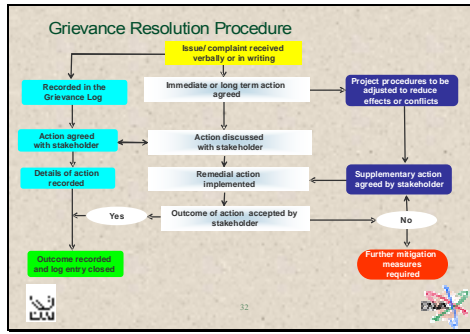 Grievance Resolution Procedure
Issue/ complaint received
verbally or in writing
Recorded in the
Grievance Log
Immediate or long term action
agreed
Project procedures to be
adjusted to reduce
effects or conflicts
Action agreed
with stakeholder
Action discussed
with stakeholder
Details of action
recorded
Remedial action
implemented
Supplementary action
agreed by stakeholder
Yes
Outcome of action accepted by
stakeholder
No
Outcome recorded
and log entry closed
Further mitigation
measures
required
32